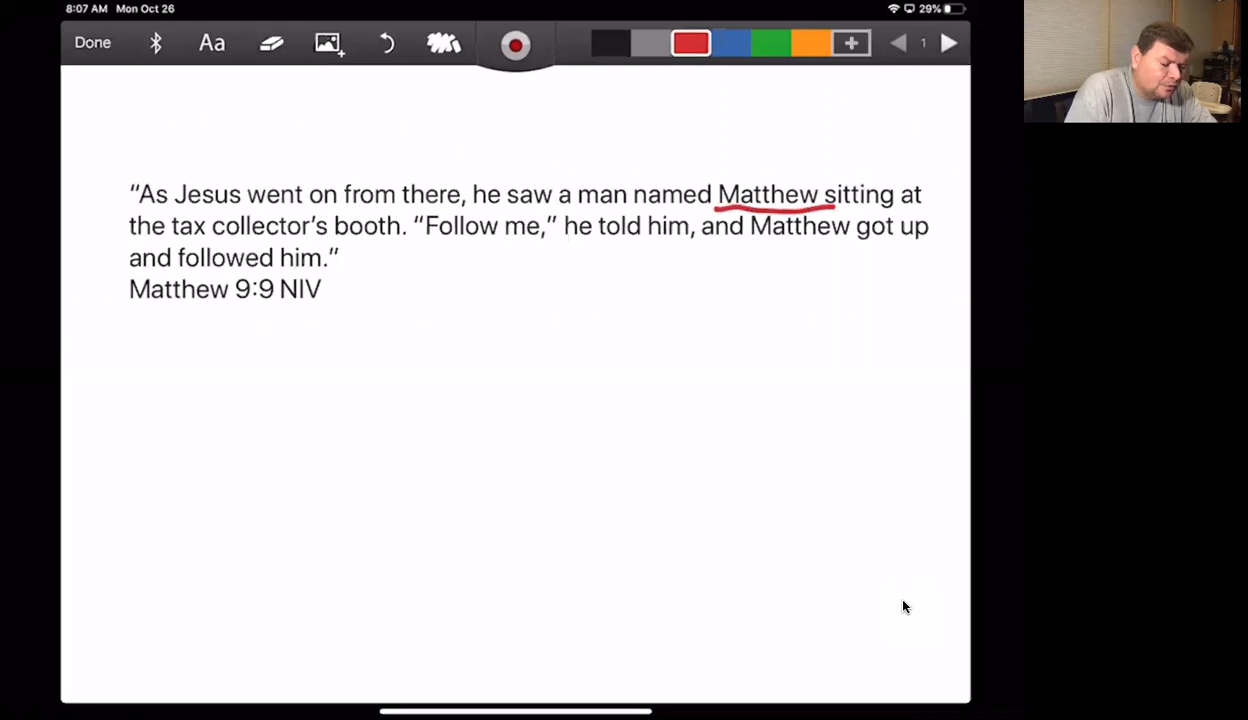 8:07 AM Mon Oct 26
29%
Done
Aa
1
“As Jesus went on from there, he saw a man named Matthew sitting at
the tax collector’s booth. “Follow me,” he told him, and Matthew got up
and followed him.”
Matthew 9:9 NIV